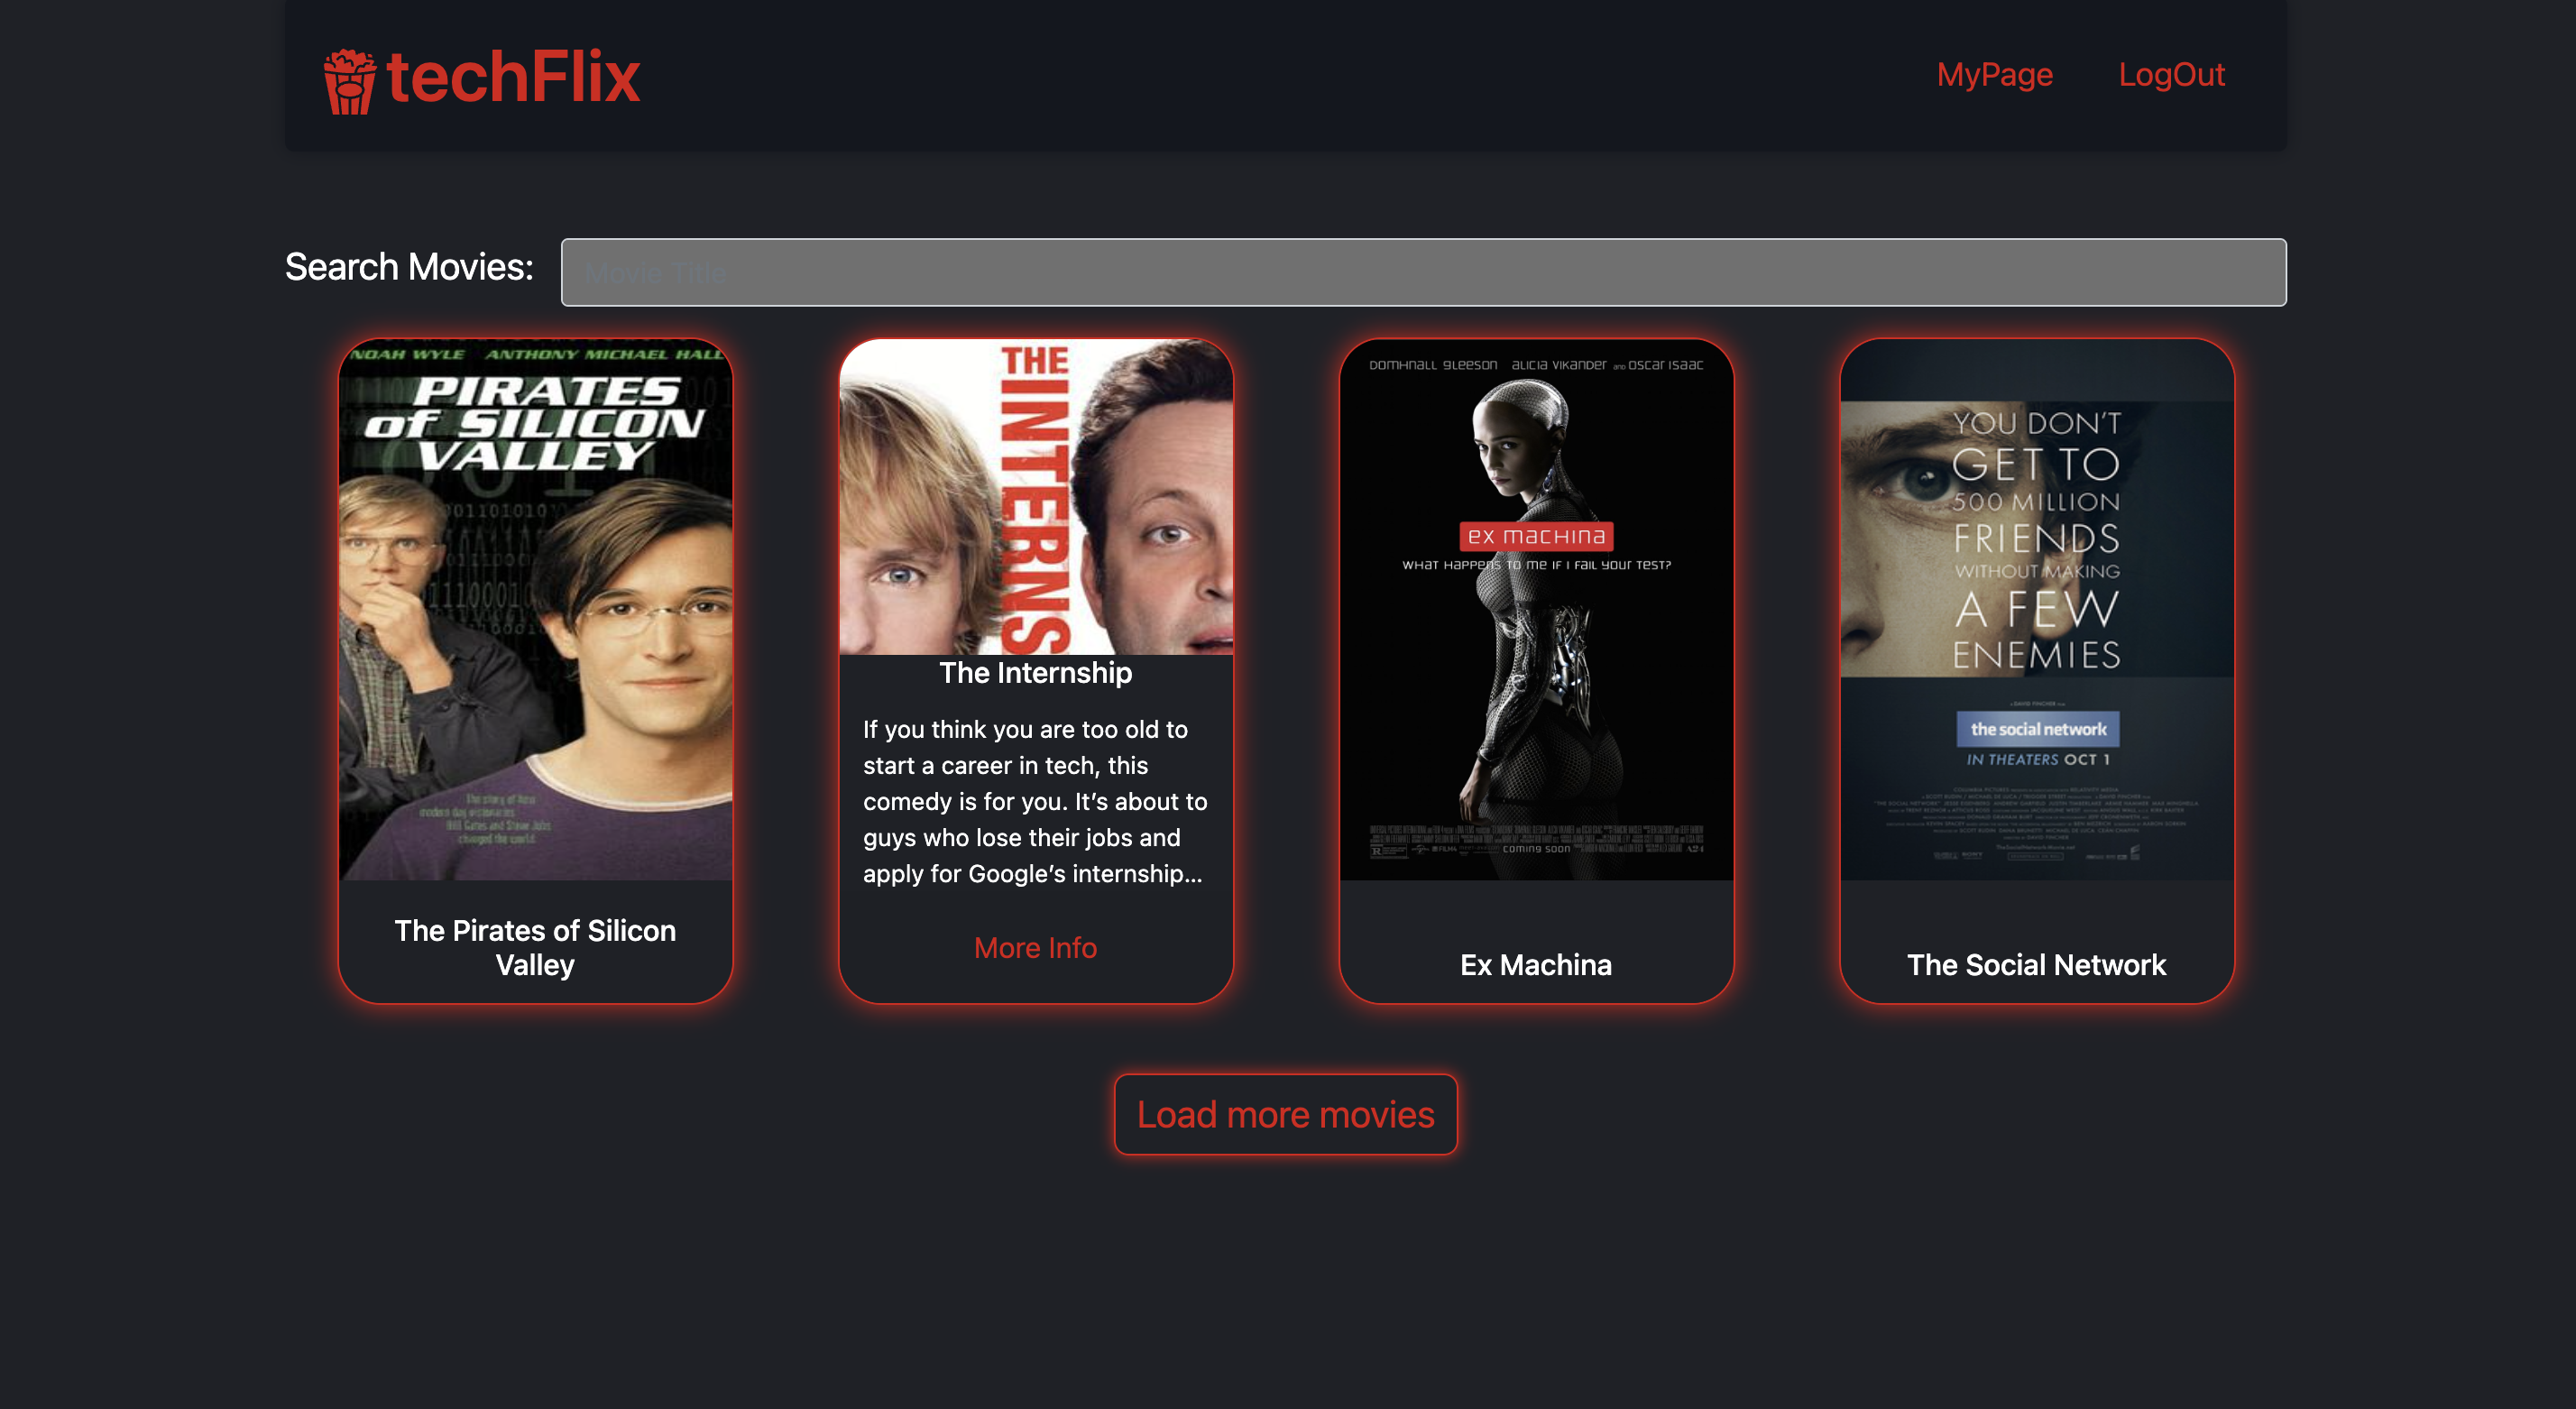 techFlix
MyPage
LogOut
Search Movies:
Movie Title
NOAH WYLE ANTHONY MICHAEL HALL
PIRATES
of SILICON
VALLEY
The story of how
modern day visionaries
Bill Gates and Steve Jobs
changed the world
The Pirates of Silicon
Valley
THE
INTERNS
The Internship
If you think you are too old to
start a career in tech, this
comedy is for you. It’s about to
guys who lose their jobs and
apply for Google’s internship...
More Info
DOMHNALL GLEESON ALICIA VIKANDER AND OSCAR ISAAC
EX MACHINA
WHAT HAPPENS TO ME IF I FAIL YOUR TEST?
COMING SOON
Ex Machina
YOU DON'T
GET TO
500 MILLION
FRIENDS
WITHOUT MAKING
A FEW
ENEMIES
A DAVID FINCHER FILM
the social network
IN THEATERS OCT 1
The Social Network
Load more movies